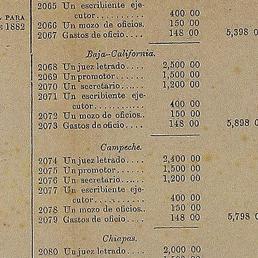 2065 Un escribiente eje-
cutor........... 400 00
L PARA
2066 Un mozo de oficios. 150 00
1882
2067 Gastos de oficio.... 148 00 5,398
Baja-California.
2068 Un juez letrado.... 2,500 00
2069 Un promotor...... 1,500 00
2070 Un secretario...... 1,200 00
2071 Un escribiente eje-
cutor........... 400 00
2072 Un mozo de oficios. 150 00
2073 Gastos de oficio.... 148 00 5,898
Campeche.
2074 Un juez letrado.... 2,400 00
2075 Un promotor...... 1,500 00
2076 Un secretario...... 1,200 00
2077 Un escribiente eje-
cutor........... 400 00
2078 Un mozo de oficios.. 150 00
2079 Gastos de oficio.... 148 00 5,798
Chiapas.
2080 Un juez letrado.... 2,000 00